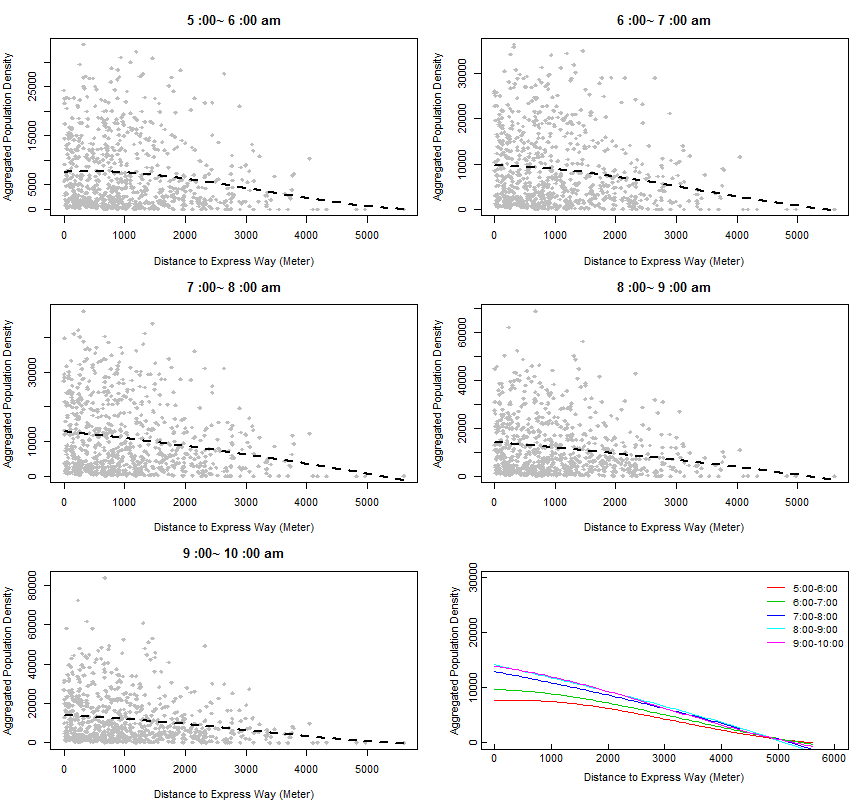 5 :00~ 6 :00 am
Aggregated Population Density
0 5000 15000 25000
0 1000 2000 3000 4000 5000
Distance to Express Way (Meter)
6 :00~ 7 :00 am
Aggregated Population Density
0 10000 20000 30000
0 1000 2000 3000 4000 5000
Distance to Express Way (Meter)
7 :00~ 8 :00 am
Aggregated Population Density
0 10000 30000
0 1000 2000 3000 4000 5000
Distance to Express Way (Meter)
8 :00~ 9 :00 am
Aggregated Population Density
0 20000 40000 60000
0 1000 2000 3000 4000 5000
Distance to Express Way (Meter)
9 :00~ 10 :00 am
Aggregated Population Density
0 20000 40000 60000 80000
0 1000 2000 3000 4000 5000
Distance to Express Way (Meter)
Aggregated Population Density
0 10000 20000 30000
5:00-6:00
6:00-7:00
7:00-8:00
8:00-9:00
9:00-10:00
0 1000 2000 3000 4000 5000 6000
Distance to Express Way (Meter)